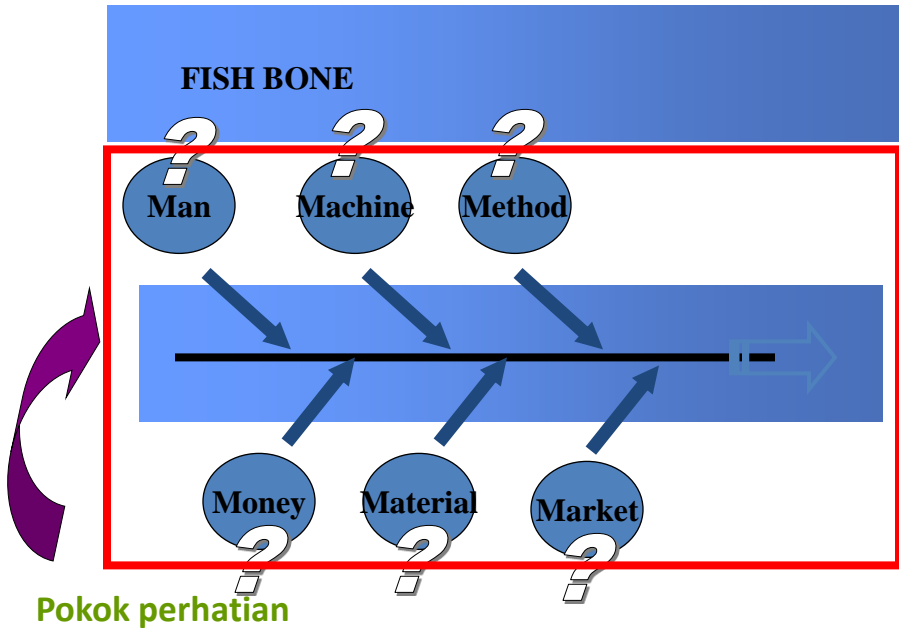 FISH BONE
? ? ?
Man Machine Method
Money Material Market
? ? ?
Pokok perhatian